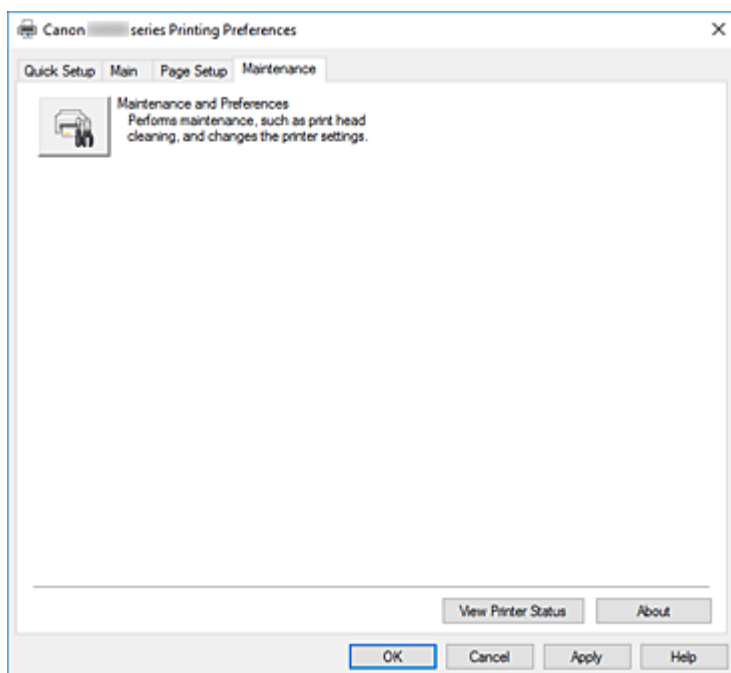 Canon series Printing Preferences
Quick Setup Main Page Setup Maintenance
Maintenance and Preferences
Performs maintenance, such as print head
cleaning, and changes the printer settings.
View Printer Status About
OK Cancel Apply Help